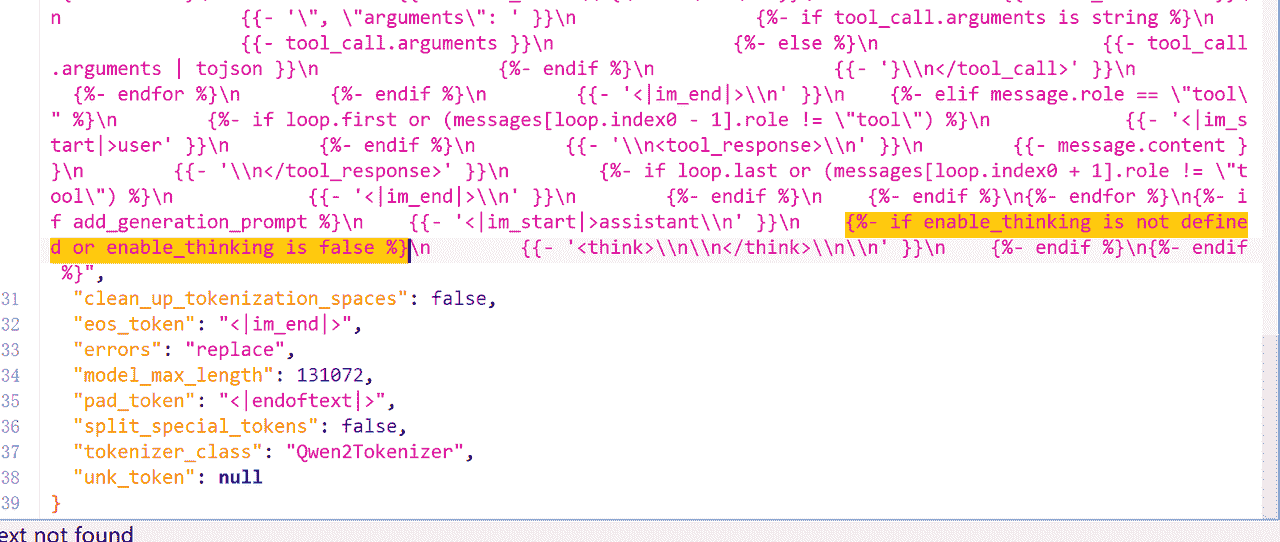 n                {{- '\", \"arguments\": ' }}\n                {%- if tool_call.arguments is string %}\n
                 {{- tool_call.arguments }}\n                {%- else %}\n                    {{- tool_call
.arguments | tojson }}\n                {%- endif %}\n                {{- '}\\n</tool_call>' }}\n
  {%- endfor %}\n        {%- endif %}\n        {{- '<|im_end|>\\n' }}\n    {%- elif message.role == \"tool\
" %}\n        {%- if loop.first or (messages[loop.index0 - 1].role != \"tool\") %}\n            {{- '<|im_s
tart|>user' }}\n        {%- endif %}\n        {{- '\\n<tool_response>\\n' }}\n        {{- message.content }
}\n        {{- '\\n</tool_response>' }}\n        {%- if loop.last or (messages[loop.index0 + 1].role != \"t
ool\") %}\n            {{- '<|im_end|>\\n' }}\n        {%- endif %}\n    {%- endif %}\n{%- endfor %}\n{%- i
f add_generation_prompt %}\n    {{- '<|im_start|>assistant\\n' }}\n    {%- if enable_thinking is not define
d or enable_thinking is false %}\n        {{- '<think>\\n\\n</think>\\n\\n' }}\n    {%- endif %}\n{%- endif
 %}",
31 "clean_up_tokenization_spaces": false,
32 "eos_token": "<|im_end|>",
33 "errors": "replace",
34 "model_max_length": 131072,
35 "pad_token": "<|endoftext|>",
36 "split_special_tokens": false,
37 "tokenizer_class": "Qwen2Tokenizer",
38 "unk_token": null
39 }
ext not found